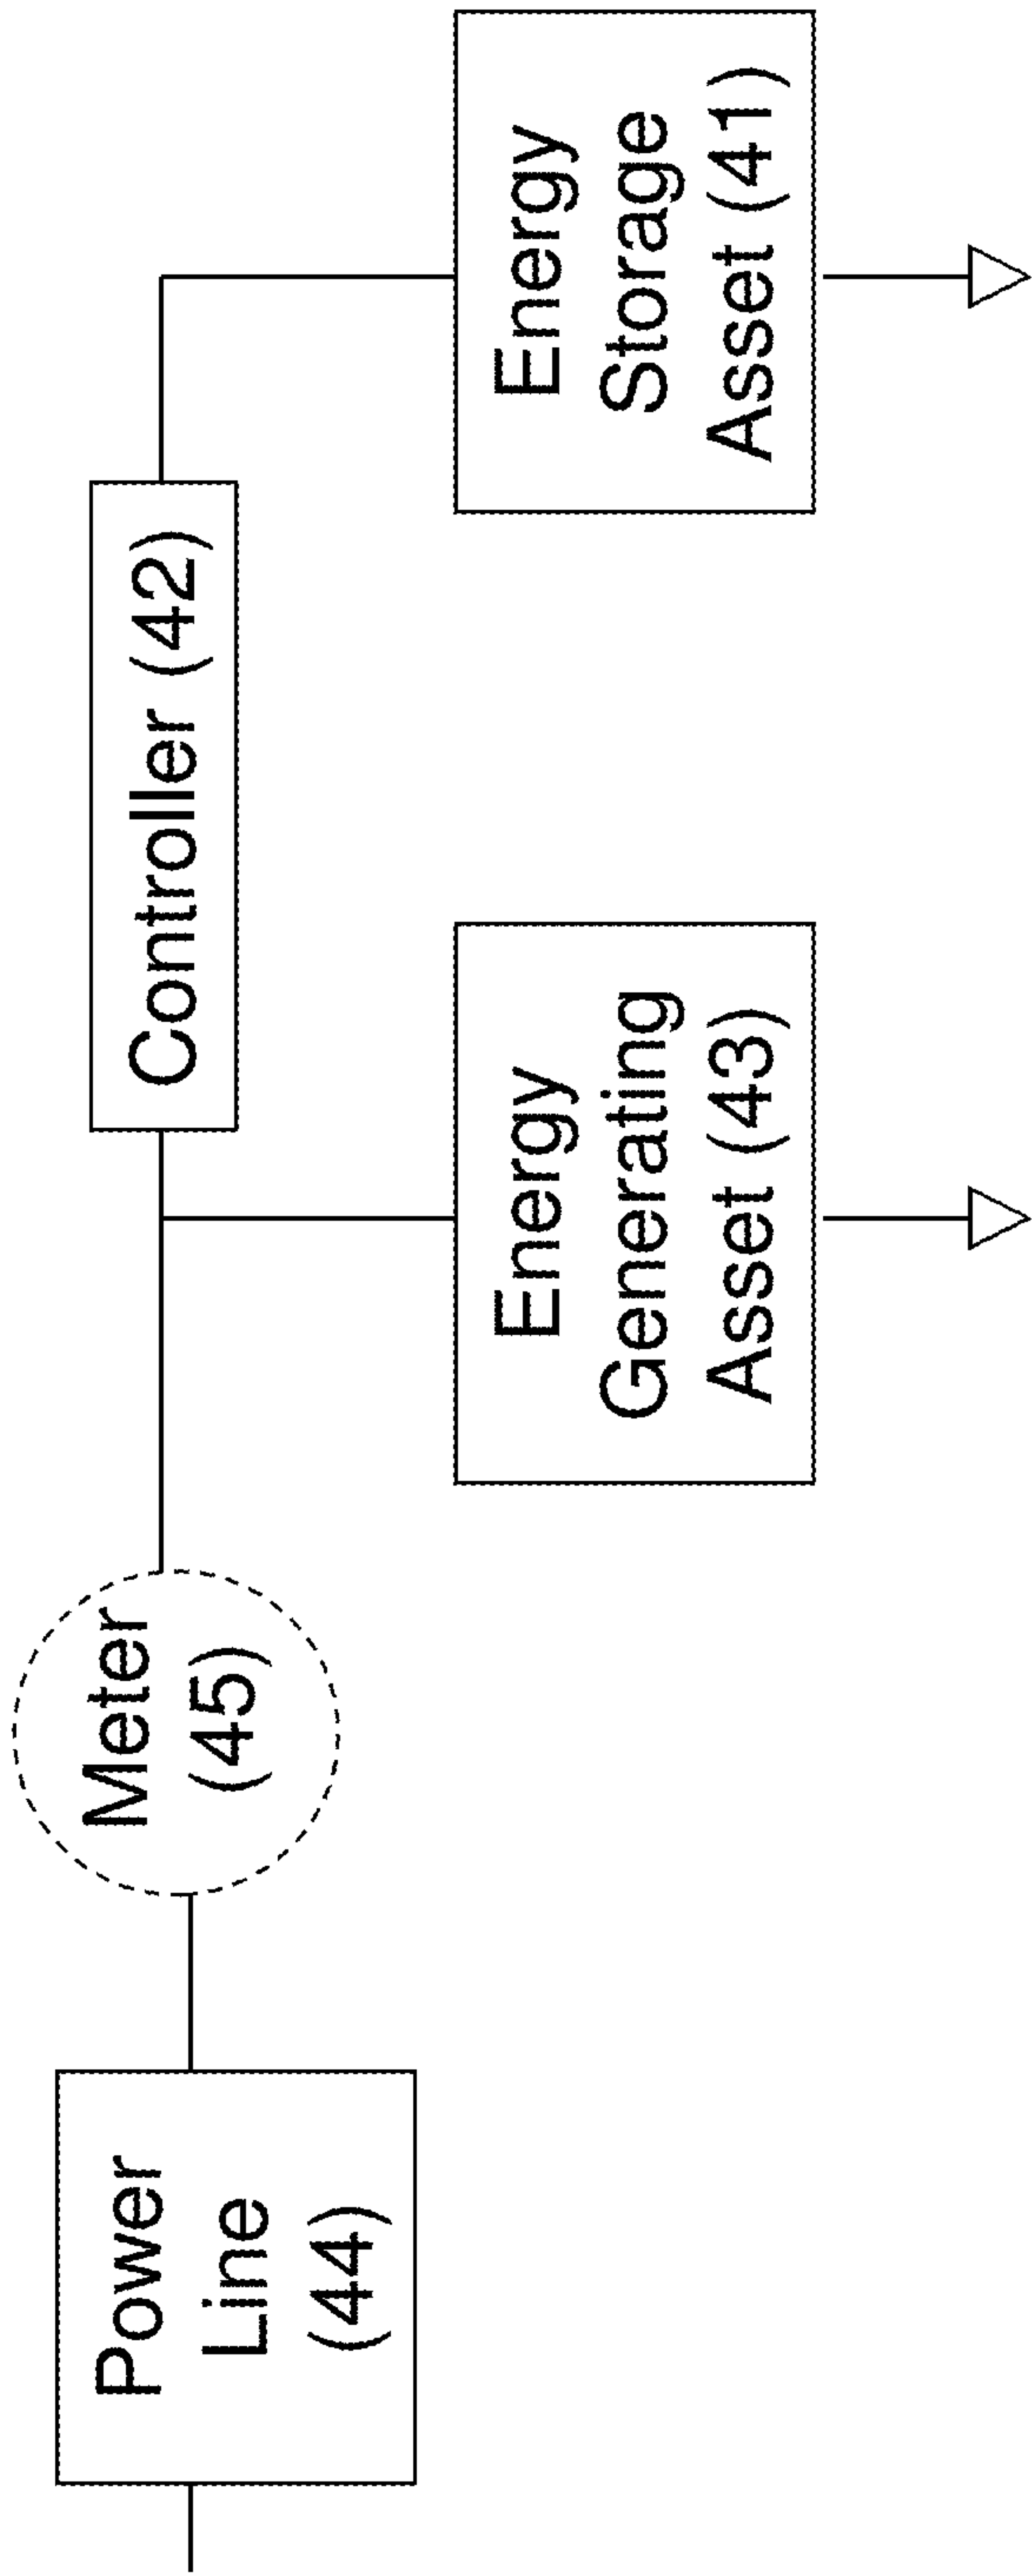 Power
Line
(44)
Meter
(45)
Controller (42)
Energy
Generating
Asset (43)
Energy
Storage
Asset (41)